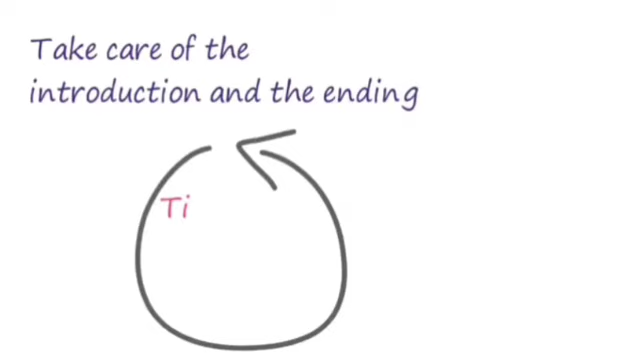 Take care of the
introduction and the ending
Ti